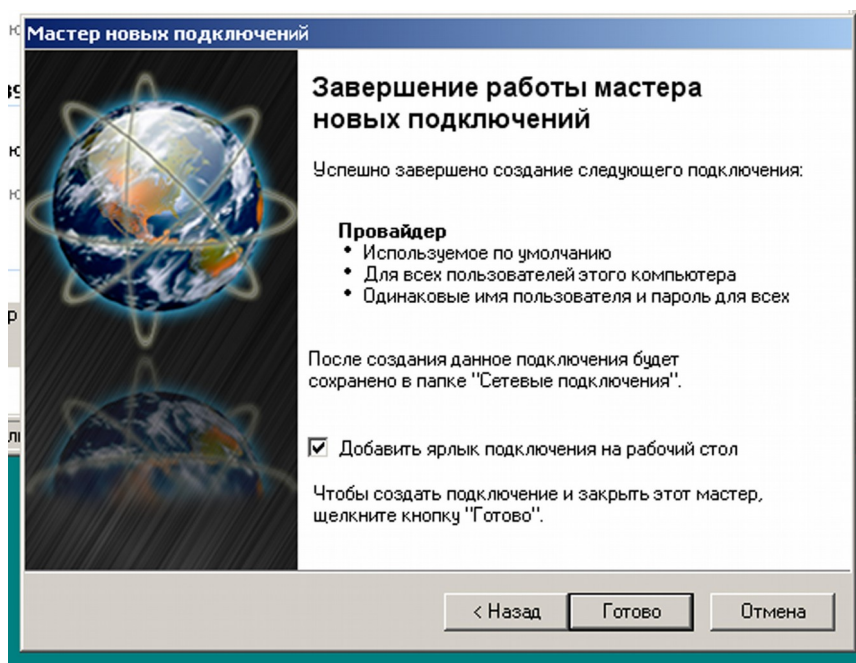 Мастер новых подключений
Завершение работы мастера
новых подключений
Успешно завершено создание следующего подключения:
Провайдер
• Используемое по умолчанию
• Для всех пользователей этого компьютера
• Одинаковые имя пользователя и пароль для всех
После создания данное подключения будет
сохранено в папке "Сетевые подключения".
Добавить ярлык подключения на рабочий стол
Чтобы создать подключение и закрыть этот мастер,
щелкните кнопку "Готово".
< Назад
Готово
Отмена